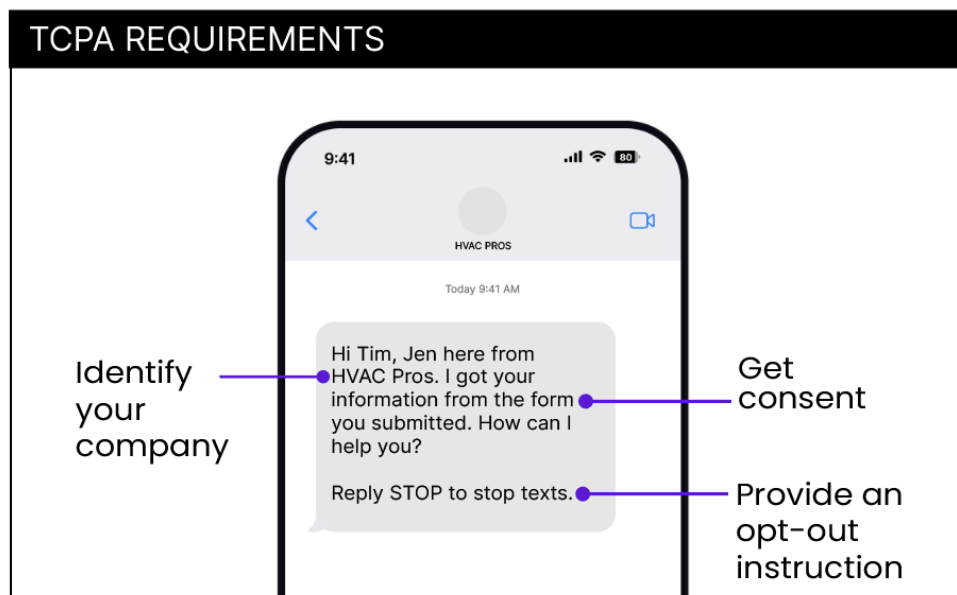 TCPA REQUIREMENTS
9:41
80
HVAC PROS
Today 9:41 AM
Identify
your
company
Hi Tim, Jen here from
HVAC Pros. I got your
information from the form
you submitted. How can I
help you?
Reply STOP to stop texts.
Get
consent
Provide an
opt-out
instruction